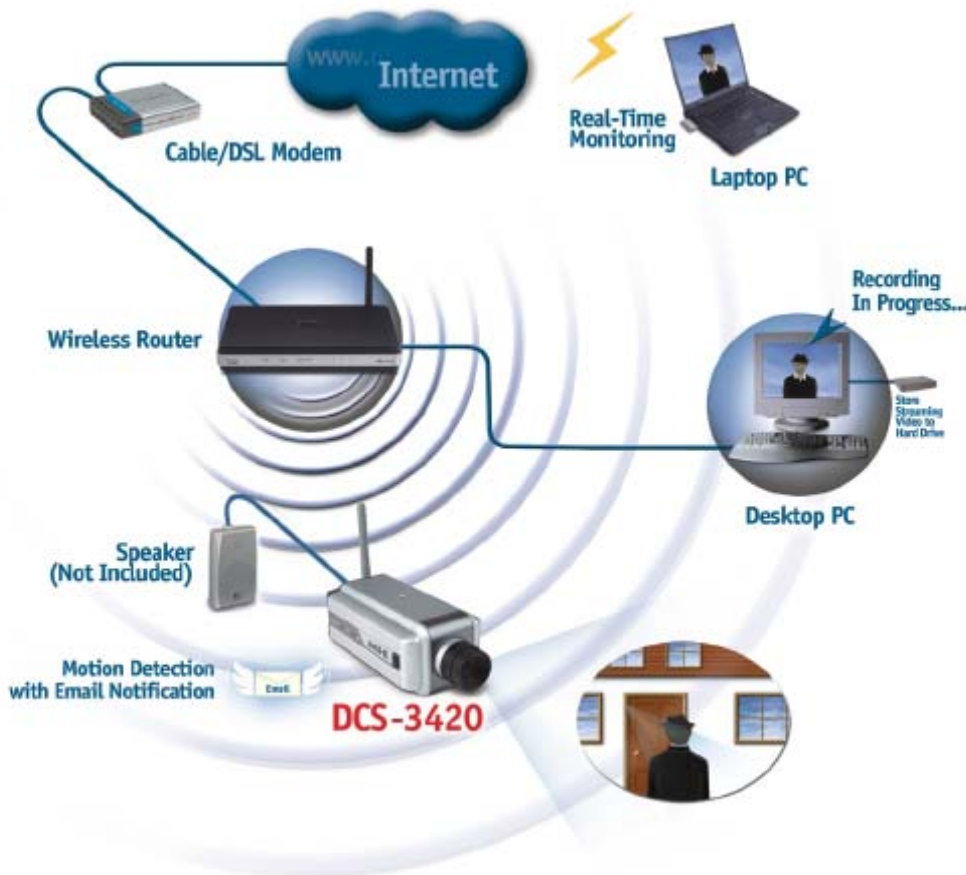 www.
Internet
Cable/DSL Modem
Real-Time
Monitoring
Laptop PC
Wireless Router
Recording
In Progress...
Store
Streaming
Video to
Hard Drive
Desktop PC
Speaker
(Not Included)
Motion Detection
with Email Notification
Email
DCS-3420